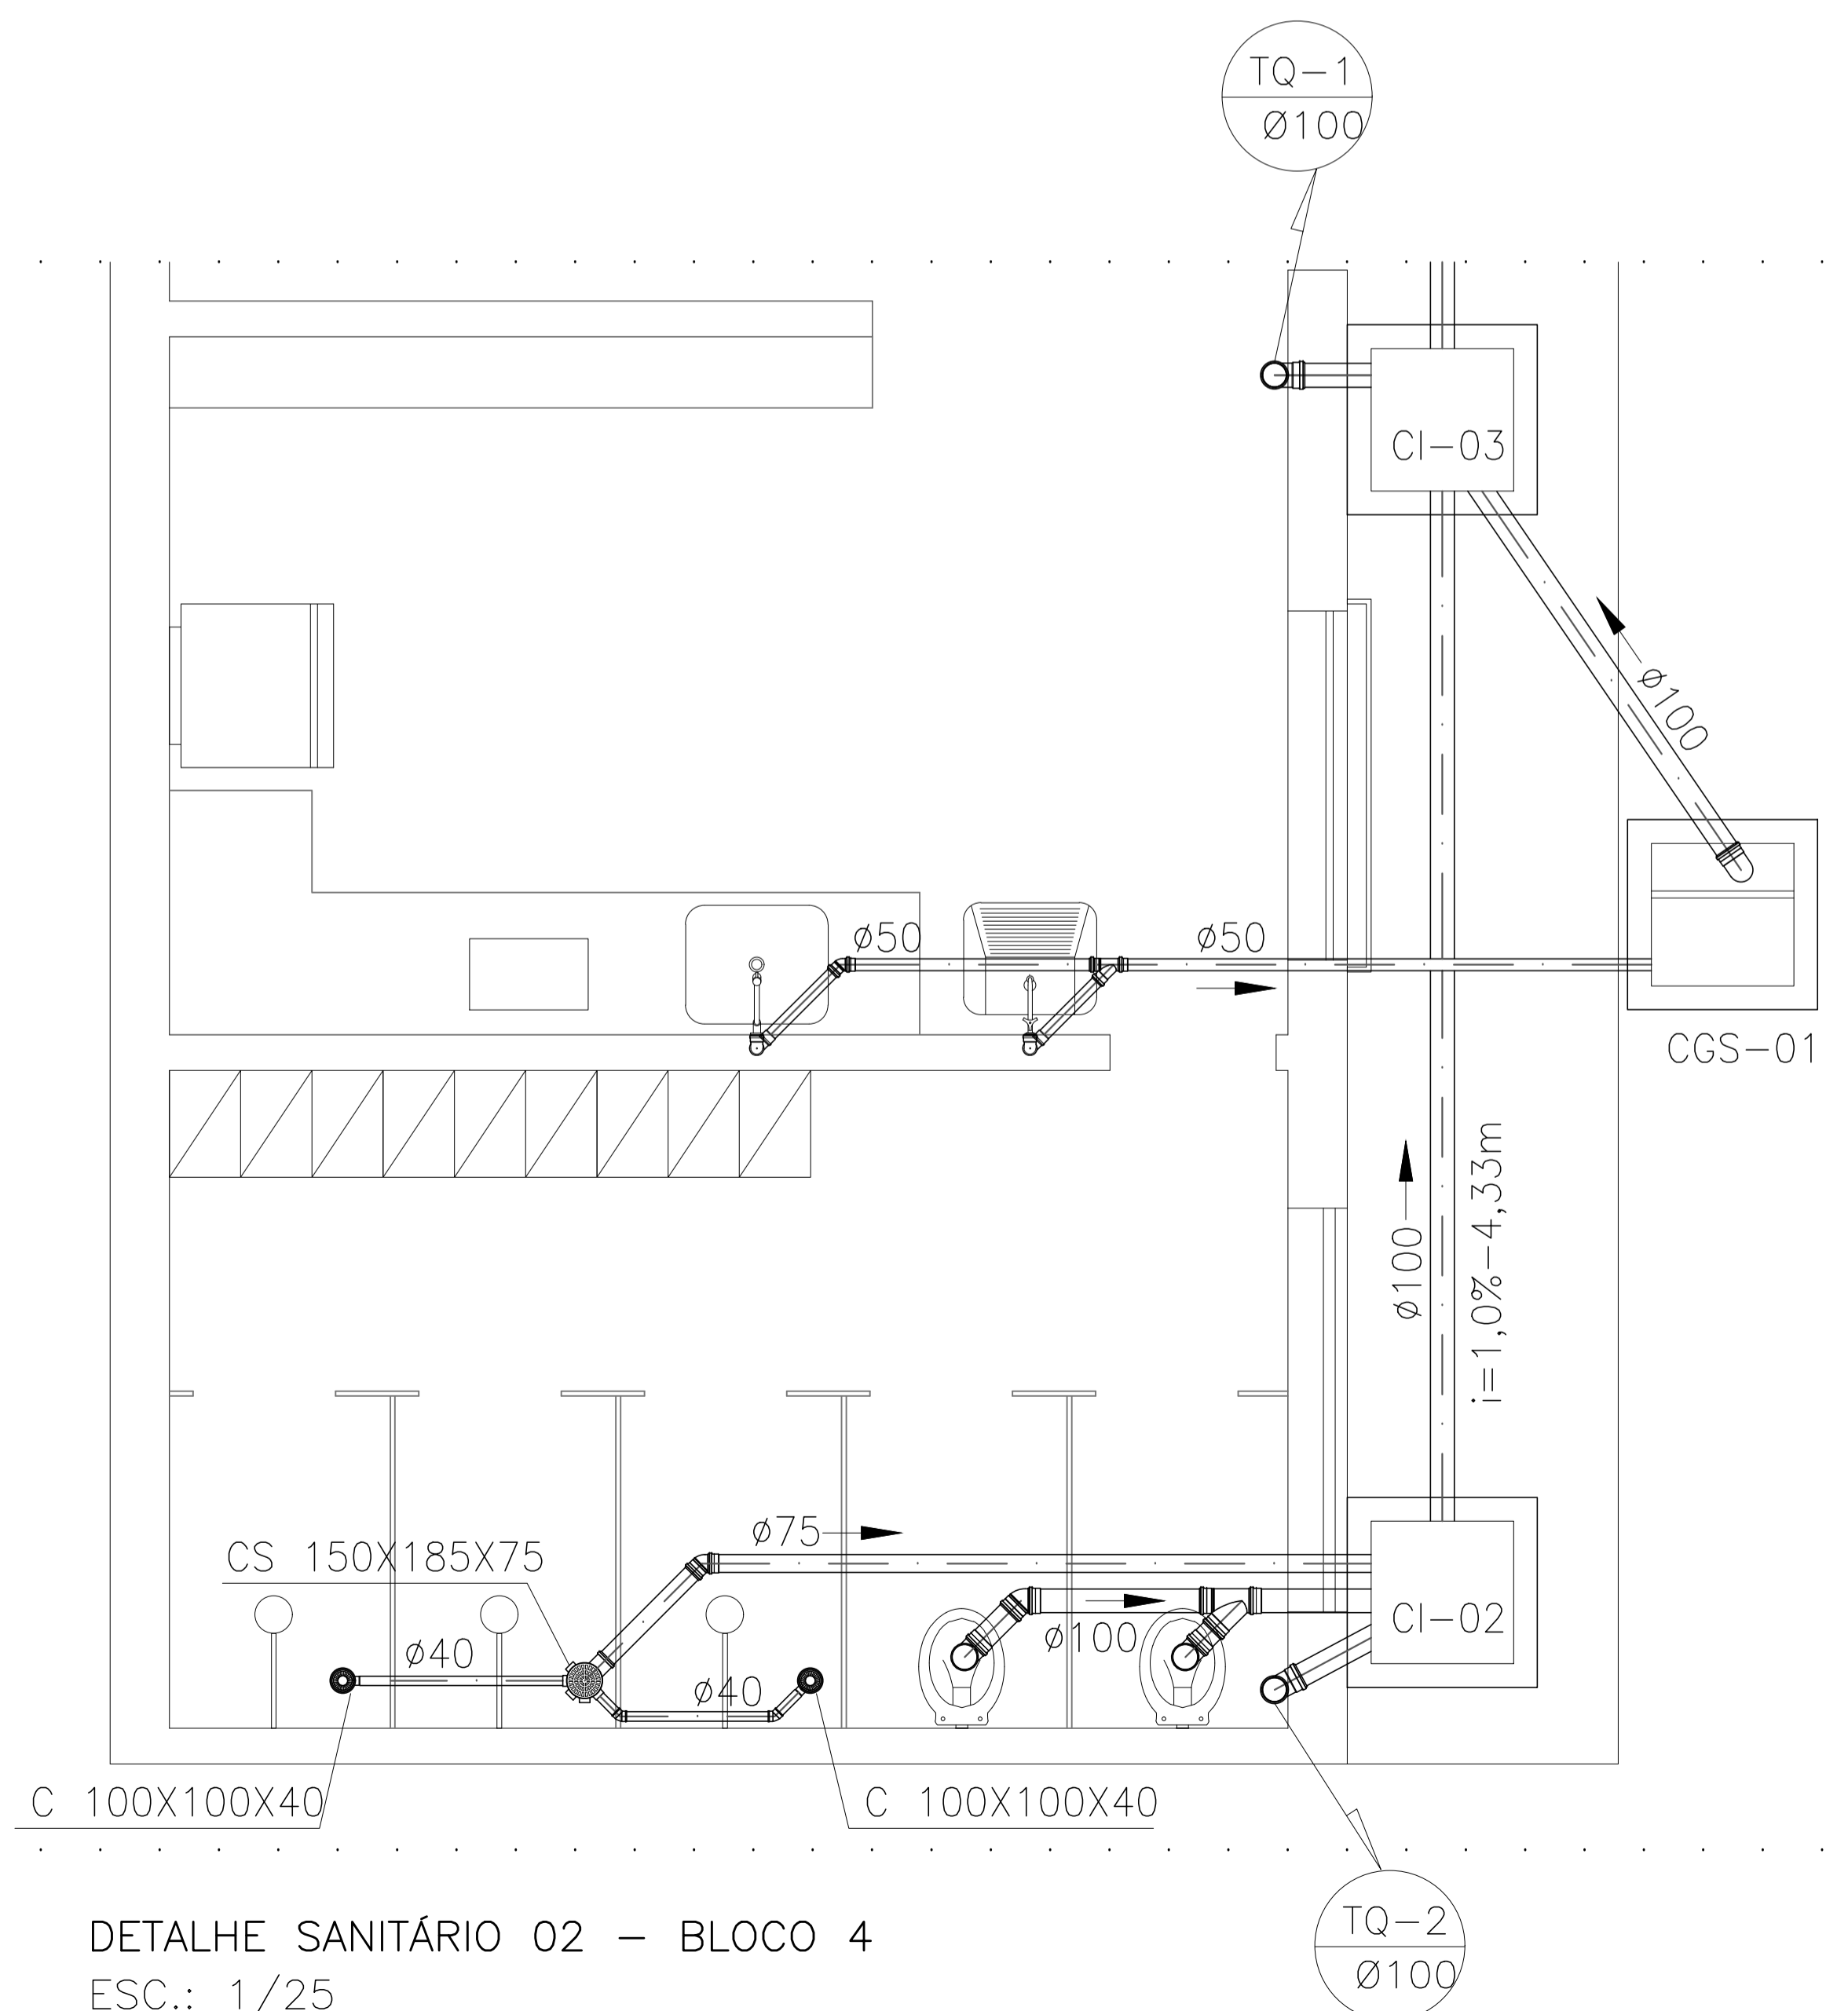 TQ-1
Ø100
CI-03
ø100
ø50
ø50
CGS-01
ø100
i=1,0%-4,33m
ø75
CS 150X185X75
CI-02
ø100
ø40
ø40
C 100X100X40
C 100X100X40
TQ-2
Ø100
DETALHE SANITÁRIO 02 - BLOCO 4
ESC.: 1/25